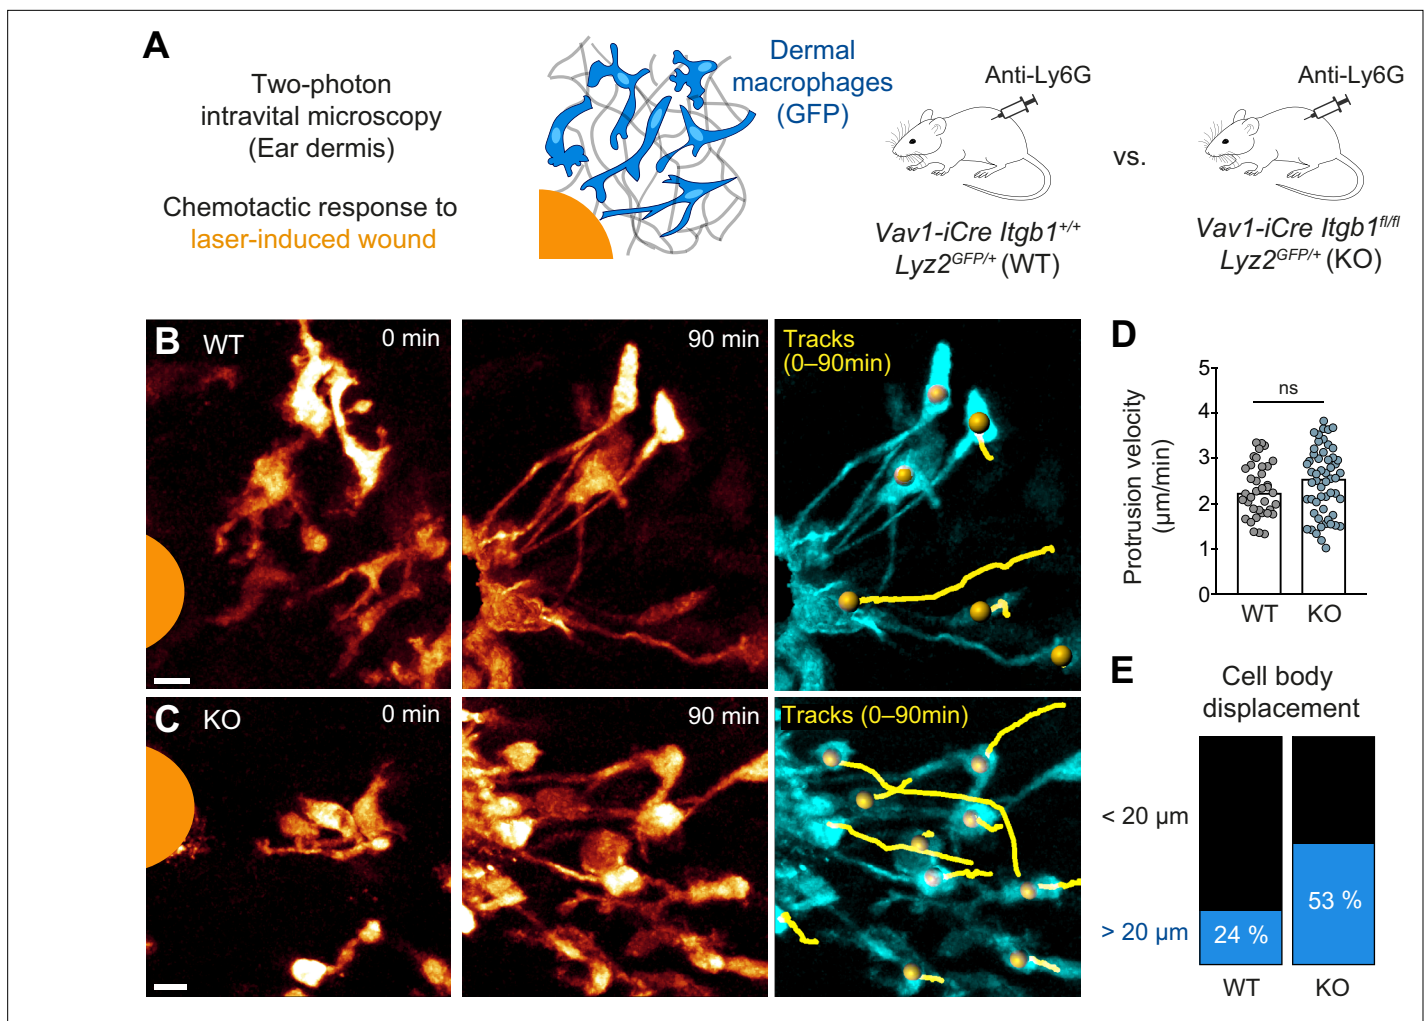 A
Two-photon
intravital microscopy
(Ear dermis)
Chemotactic response to
laser-induced wound
Dermal
macrophages
(GFP)
Anti-Ly6G
vs.
Anti-Ly6G
Vav1-iCre Itgb1+/+
Lyz2GFP/+ (WT)
Vav1-iCre Itgb1fl/fl
Lyz2GFP/+ (KO)
B
WT
0 min
90 min
Tracks
(0–90min)
C
KO
0 min
90 min
Tracks (0–90min)
D
Protrusion velocity
(µm/min)
5
4
3
2
1
0
ns
WT
KO
E
Cell body
displacement
< 20 µm
> 20 µm
24 %
53 %
WT
KO